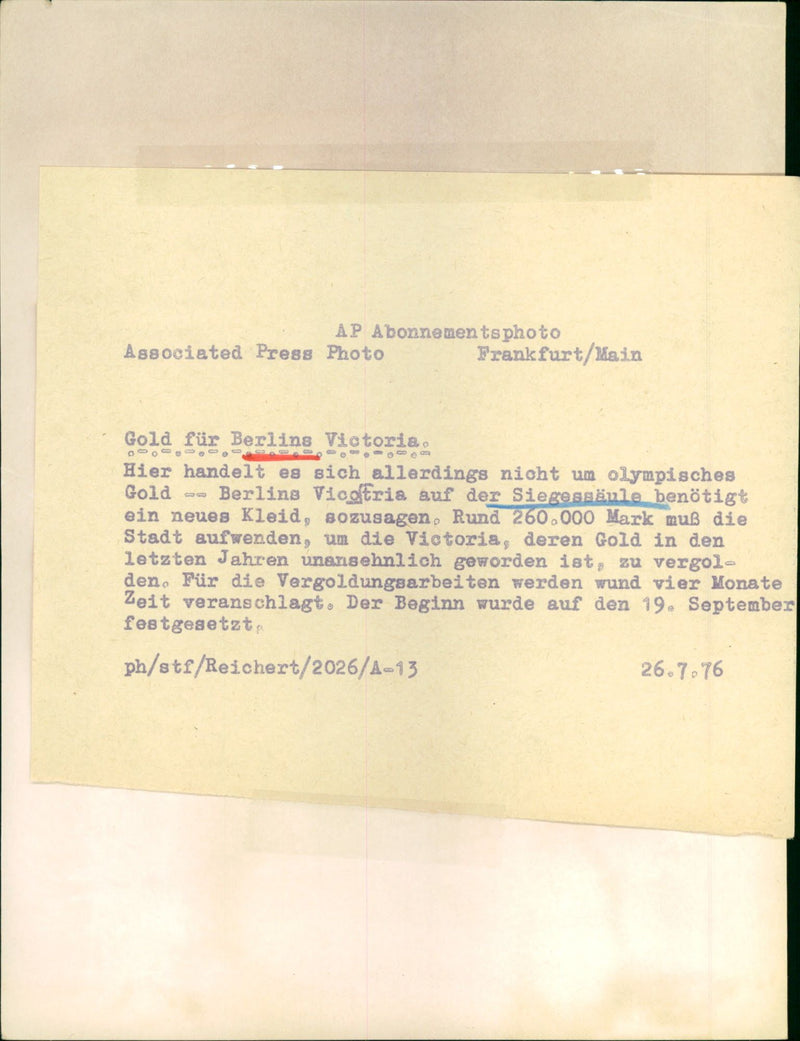 AP Abonnementsphoto
Associated Press Photo Frankfurt/Main
Gold für Berlins Victoria.
Hier handelt es sich allerdings nicht um olympisches
Gold -- Berlins Victoria auf der Siegessäule benötigt
ein neues Kleid, sozusagen. Rund 260.000 Mark muß die
Stadt aufwenden, um die Victoria, deren Gold in den
letzten Jahren unansehnlich geworden ist, zu vergol-
den. Für die Vergoldungsarbeiten werden wund vier Monate
Zeit veranschlagt. Der Beginn wurde auf den 19. September
festgesetzt.
ph/stf/Reichert/2026/A-13 26.7.76